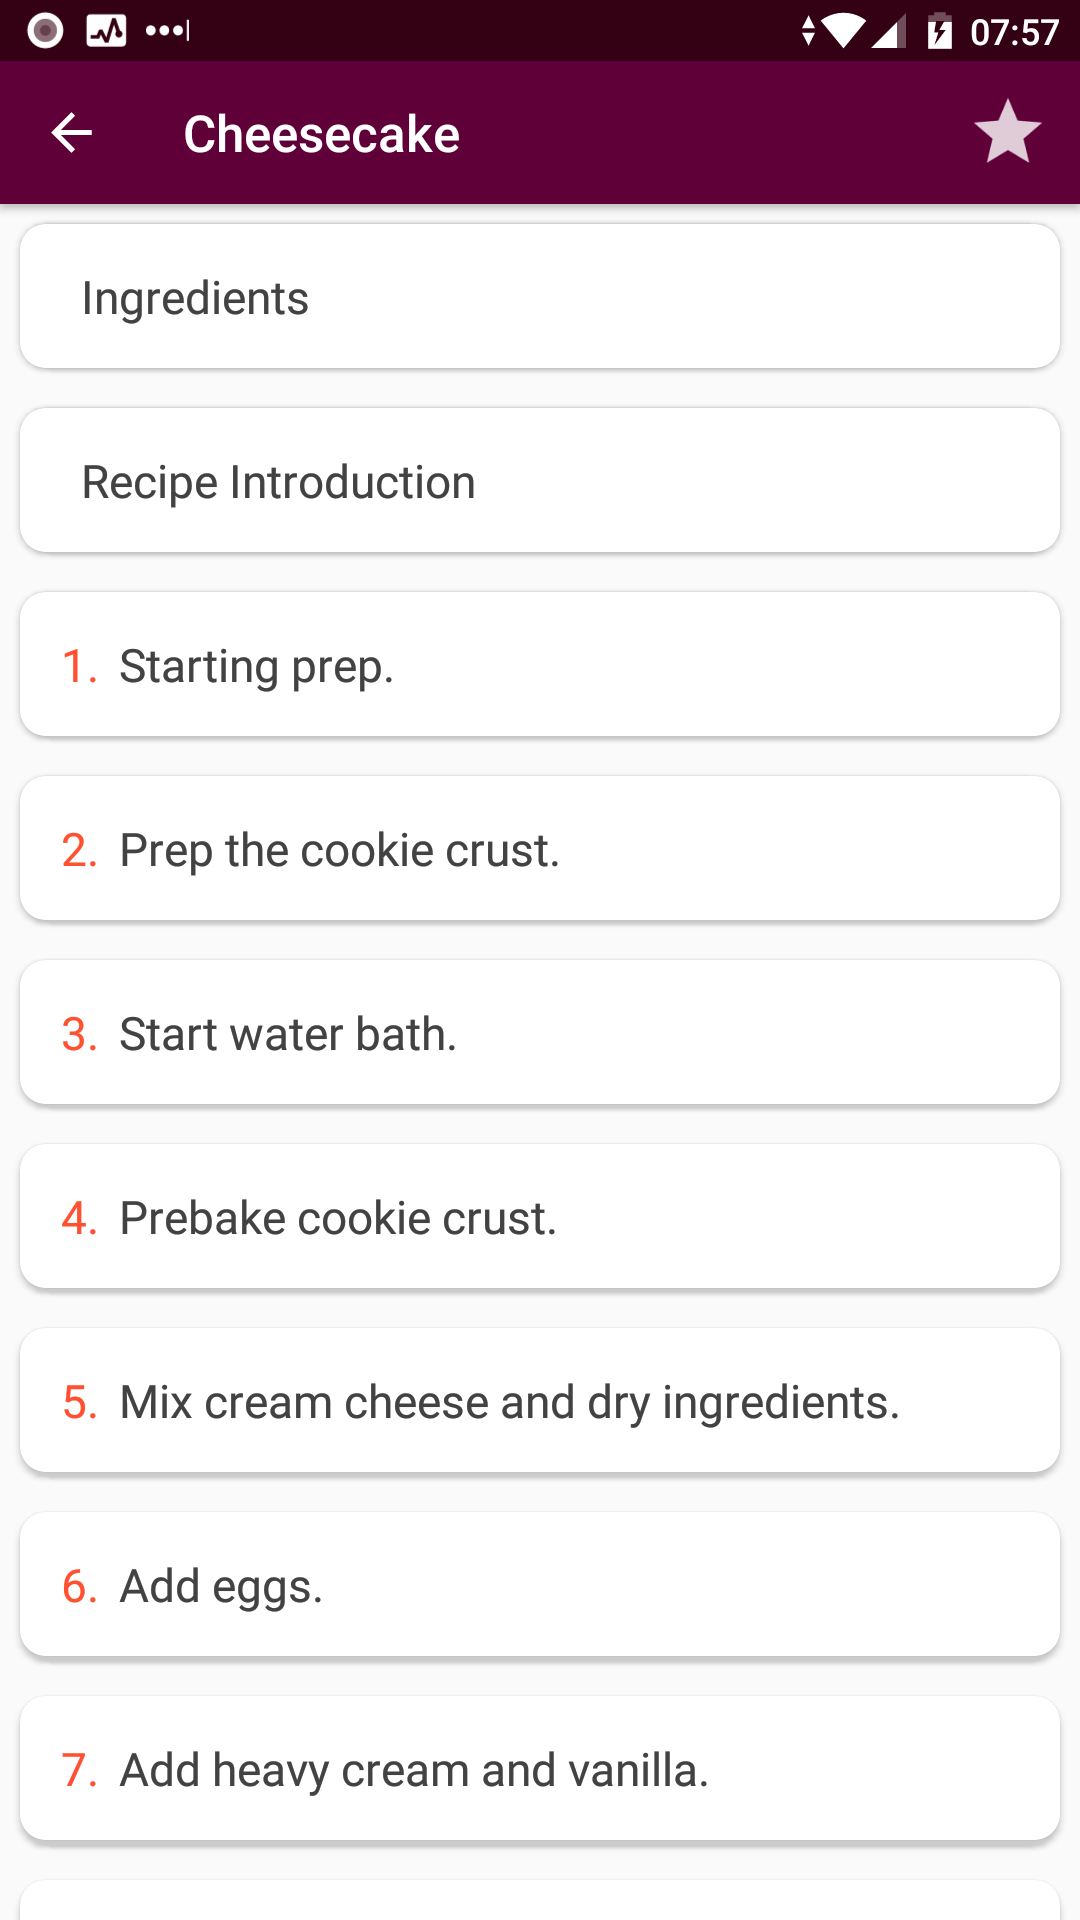 07:57
Cheesecake
Ingredients
Recipe Introduction
1. Starting prep.
2. Prep the cookie crust.
3. Start water bath.
4. Prebake cookie crust.
5. Mix cream cheese and dry ingredients.
6. Add eggs.
7. Add heavy cream and vanilla.